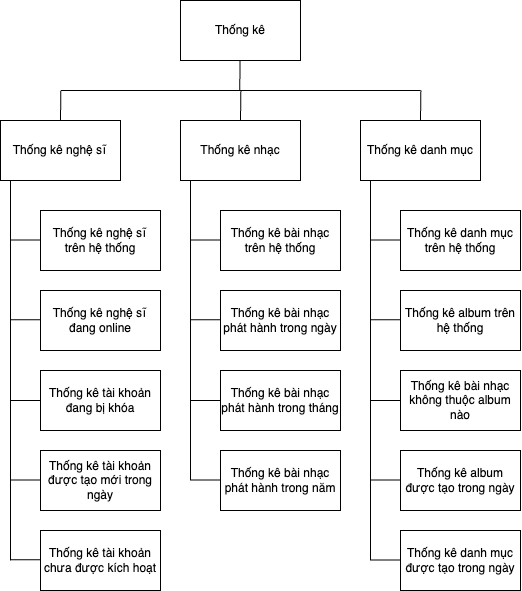 Thống kê
Thống kê nghệ sĩ
Thống kê nhạc
Thống kê danh mục
Thống kê nghệ sĩ
trên hệ thống
Thống kê nghệ sĩ
đang online
Thống kê tài khoản
đang bị khóa
Thống kê tài khoản
được tạo mới trong
ngày
Thống kê tài khoản
chưa được kích hoạt
Thống kê bài nhạc
trên hệ thống
Thống kê bài nhạc
phát hành trong ngày
Thống kê bài nhạc
phát hành trong tháng
Thống kê bài nhạc
phát hành trong năm
Thống kê danh mục
trên hệ thống
Thống kê album trên
hệ thống
Thống kê bài nhạc
không thuộc album
nào
Thống kê album
được tạo trong ngày
Thống kê danh mục
được tạo trong ngày